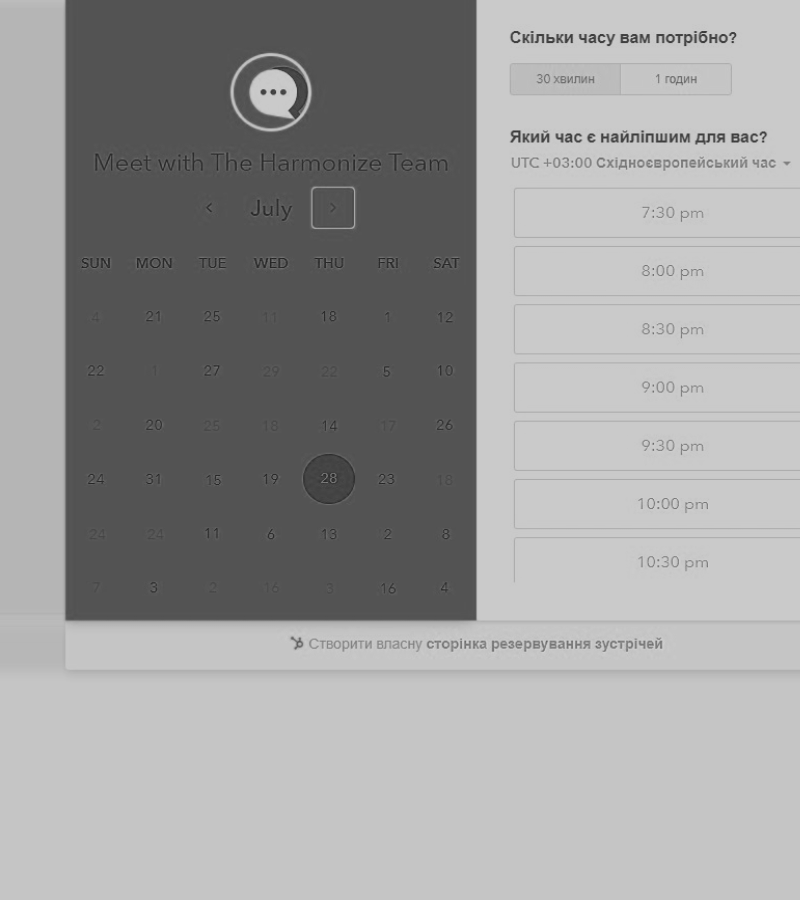 Meet with The Harmonize Team
July
SUN MON TUE WED THU FRI SAT
4 21 25 11 18 1 12
22 1 27 29 22 5 10
2 20 25 18 14 17 26
24 31 15 19 28 23 18
24 24 11 6 13 2 8
7 3 2 16 3 16 4
Скільки часу вам потрібно?
30 хвилин 1 годин
Який час є найліпшим для вас?
UTC +03:00 Східноєвропейський час
7:30 pm
8:00 pm
8:30 pm
9:00 pm
9:30 pm
10:00 pm
10:30 pm
Створити власну сторінка резервування зустрічей